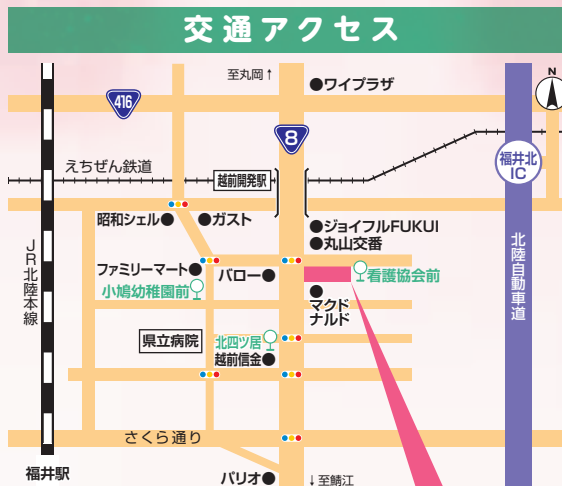 交通アクセス
至丸岡↑
N
●ワイプラザ
416
8
えちぜん鉄道
越前開発駅
福井北
IC
昭和シェル●
●ガスト
●ジョイフルFUKUI
●丸山交番
JR北陸本線
北陸自動車道
ファミリーマート●
バロー●
看護協会前
小鳩幼稚園前
●
マクド
ナルド
県立病院
北四ツ居
越前信金●
さくら通り
福井駅
パリオ●
↓至鯖江